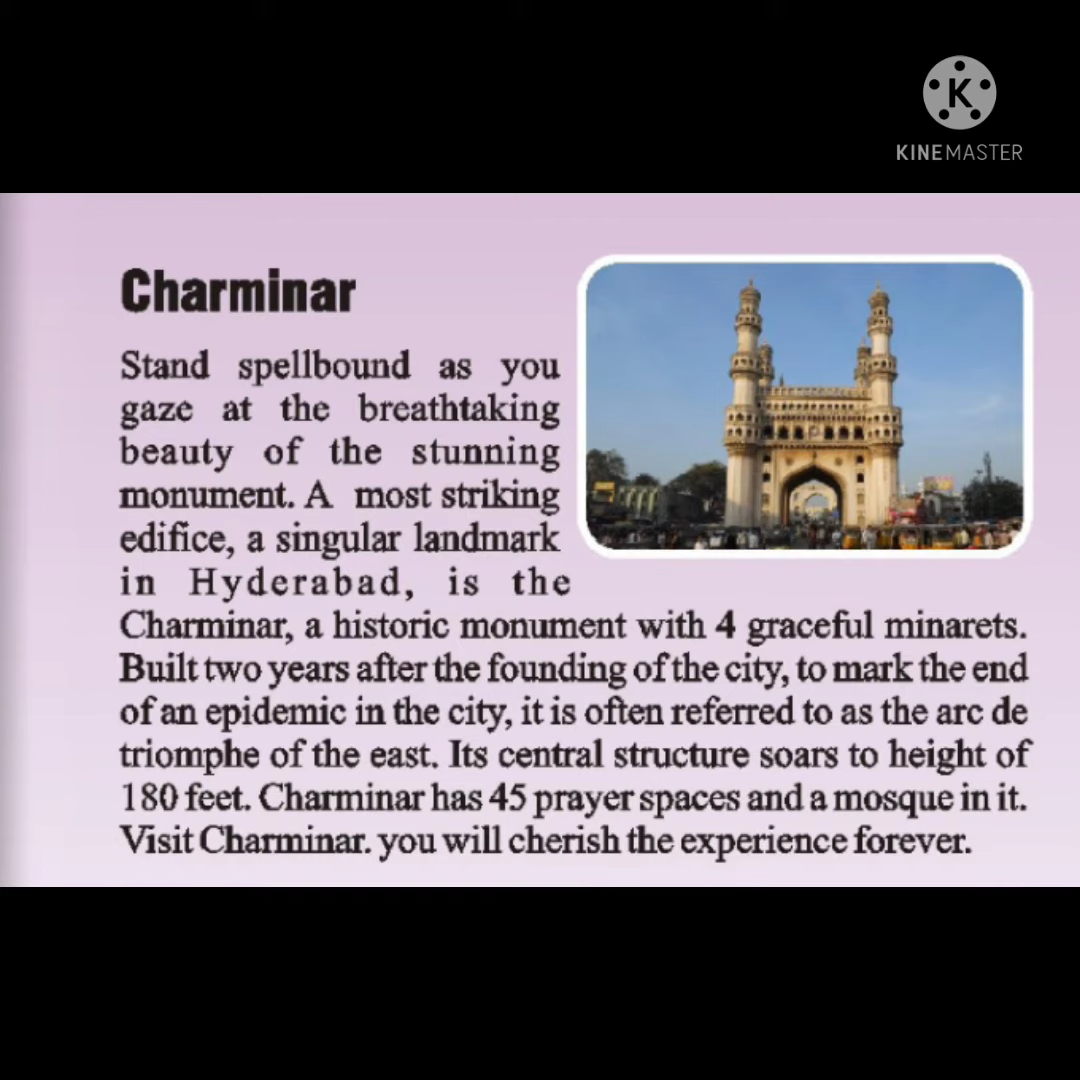 K
KINEMASTER
Charminar
Stand spellbound as you
gaze at the breathtaking
beauty of the stunning
monument. A most striking
edifice, a singular landmark
in Hyderabad, is the
Charminar, a historic monument with 4 graceful minarets.
Built two years after the founding of the city, to mark the end
of an epidemic in the city, it is often referred to as the arc de
triomphe of the east. Its central structure soars to height of
180 feet. Charminar has 45 prayer spaces and a mosque in it.
Visit Charminar. you will cherish the experience forever.